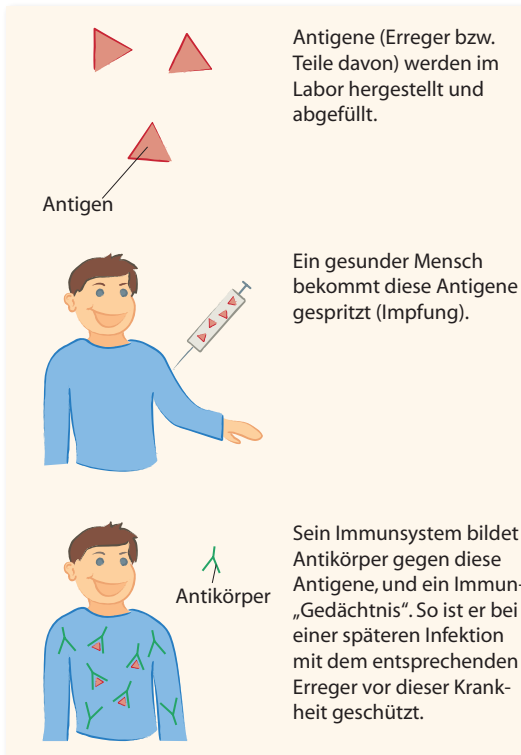 Antigene (Erreger bzw.
Teile davon) werden im
Labor hergestellt und
abgefüllt.
Antigen
Ein gesunder Mensch
bekommt diese Antigene
gespritzt (Impfung).
Sein Immunsystem bildet
Antikörper gegen diese
Antigene, und ein Immun-
„Gedächtnis“. So ist er bei
einer späteren Infektion
mit dem entsprechenden
Erreger vor dieser Krank-
heit geschützt.
Antikörper